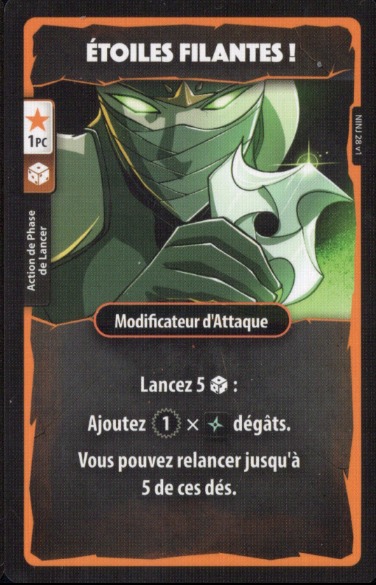 ÉTOILES FILANTES !
1PC
NINJ 28 v1
Action de Phase
de Lancer
Modificateur d'Attaque
Lancez 5 :
Ajoutez 1 × dégâts.
Vous pouvez relancer jusqu'à
5 de ces dés.